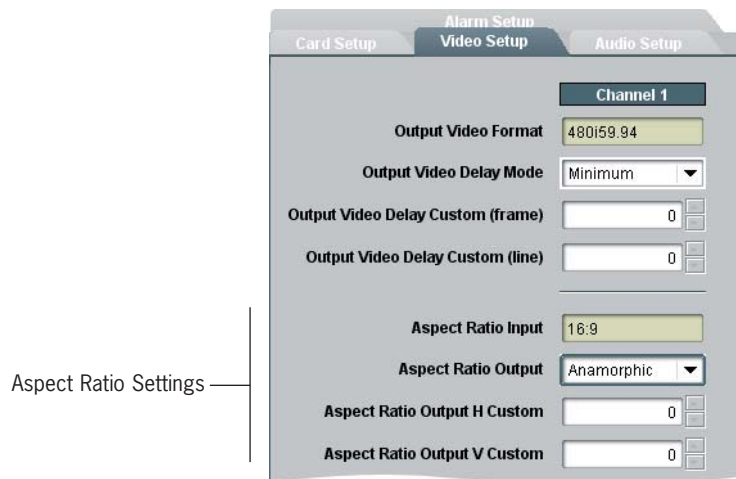 Alarm Setup
Card Setup Video Setup Audio Setup
Channel 1
Output Video Format 480i59.94
Output Video Delay Mode Minimum
Output Video Delay Custom (frame) 0
Output Video Delay Custom (line) 0
Aspect Ratio Input 16:9
Aspect Ratio Settings
Aspect Ratio Output Anamorphic
Aspect Ratio Output H Custom 0
Aspect Ratio Output V Custom 0